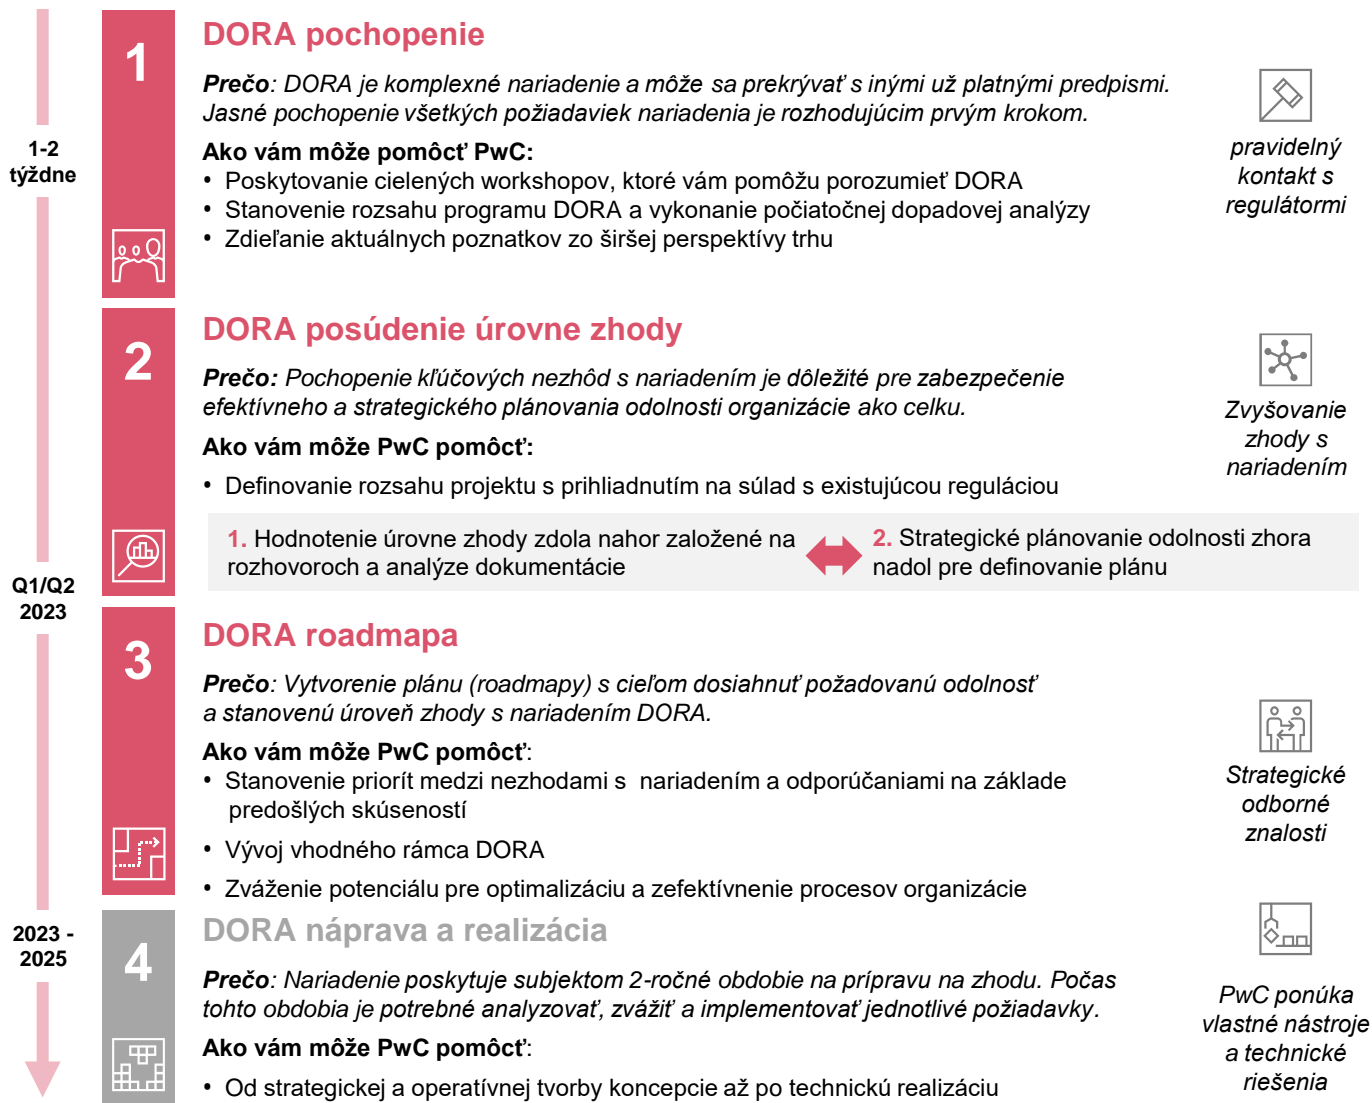 1-2
týždne
1
DORA pochopenie
Prečo: DORA je komplexné nariadenie a môže sa prekrývať s inými už platnými predpismi.
Jasné pochopenie všetkých požiadaviek nariadenia je rozhodujúcim prvým krokom.
Ako vám môže pomôcť PwC:
• Poskytovanie cielených workshopov, ktoré vám pomôžu porozumieť DORA
• Stanovenie rozsahu programu DORA a vykonanie počiatočnej dopadovej analýzy
• Zdieľanie aktuálnych poznatkov zo širšej perspektívy trhu
pravidelný
kontakt s
regulátormi
2
DORA posúdenie úrovne zhody
Prečo: Pochopenie kľúčových nezhôd s nariadením je dôležité pre zabezpečenie
efektívneho a strategického plánovania odolnosti organizácie ako celku.
Ako vám môže PwC pomôcť:
• Definovanie rozsahu projektu s prihliadnutím na súlad s existujúcou reguláciou
1. Hodnotenie úrovne zhody zdola nahor založené na
rozhovoroch a analýze dokumentácie
2. Strategické plánovanie odolnosti zhora
nadol pre definovanie plánu
Zvyšovanie
zhody s
nariadením
Q1/Q2
2023
3
DORA roadmapa
Prečo: Vytvorenie plánu (roadmapy) s cieľom dosiahnuť požadovanú odolnosť
a stanovenú úroveň zhody s nariadením DORA.
Ako vám môže PwC pomôcť:
• Stanovenie priorít medzi nezhodami s nariadením a odporúčaniami na základe
predošlých skúseností
• Vývoj vhodného rámca DORA
• Zváženie potenciálu pre optimalizáciu a zefektívnenie procesov organizácie
Strategické
odborné
znalosti
2023 -
2025
4
DORA náprava a realizácia
Prečo: Nariadenie poskytuje subjektom 2-ročné obdobie na prípravu na zhodu. Počas
tohto obdobia je potrebné analyzovať, zvážiť a implementovať jednotlivé požiadavky.
Ako vám môže PwC pomôcť:
• Od strategickej a operatívnej tvorby koncepcie až po technickú realizáciu
PwC ponúka
vlastné nástroje
a technické
riešenia